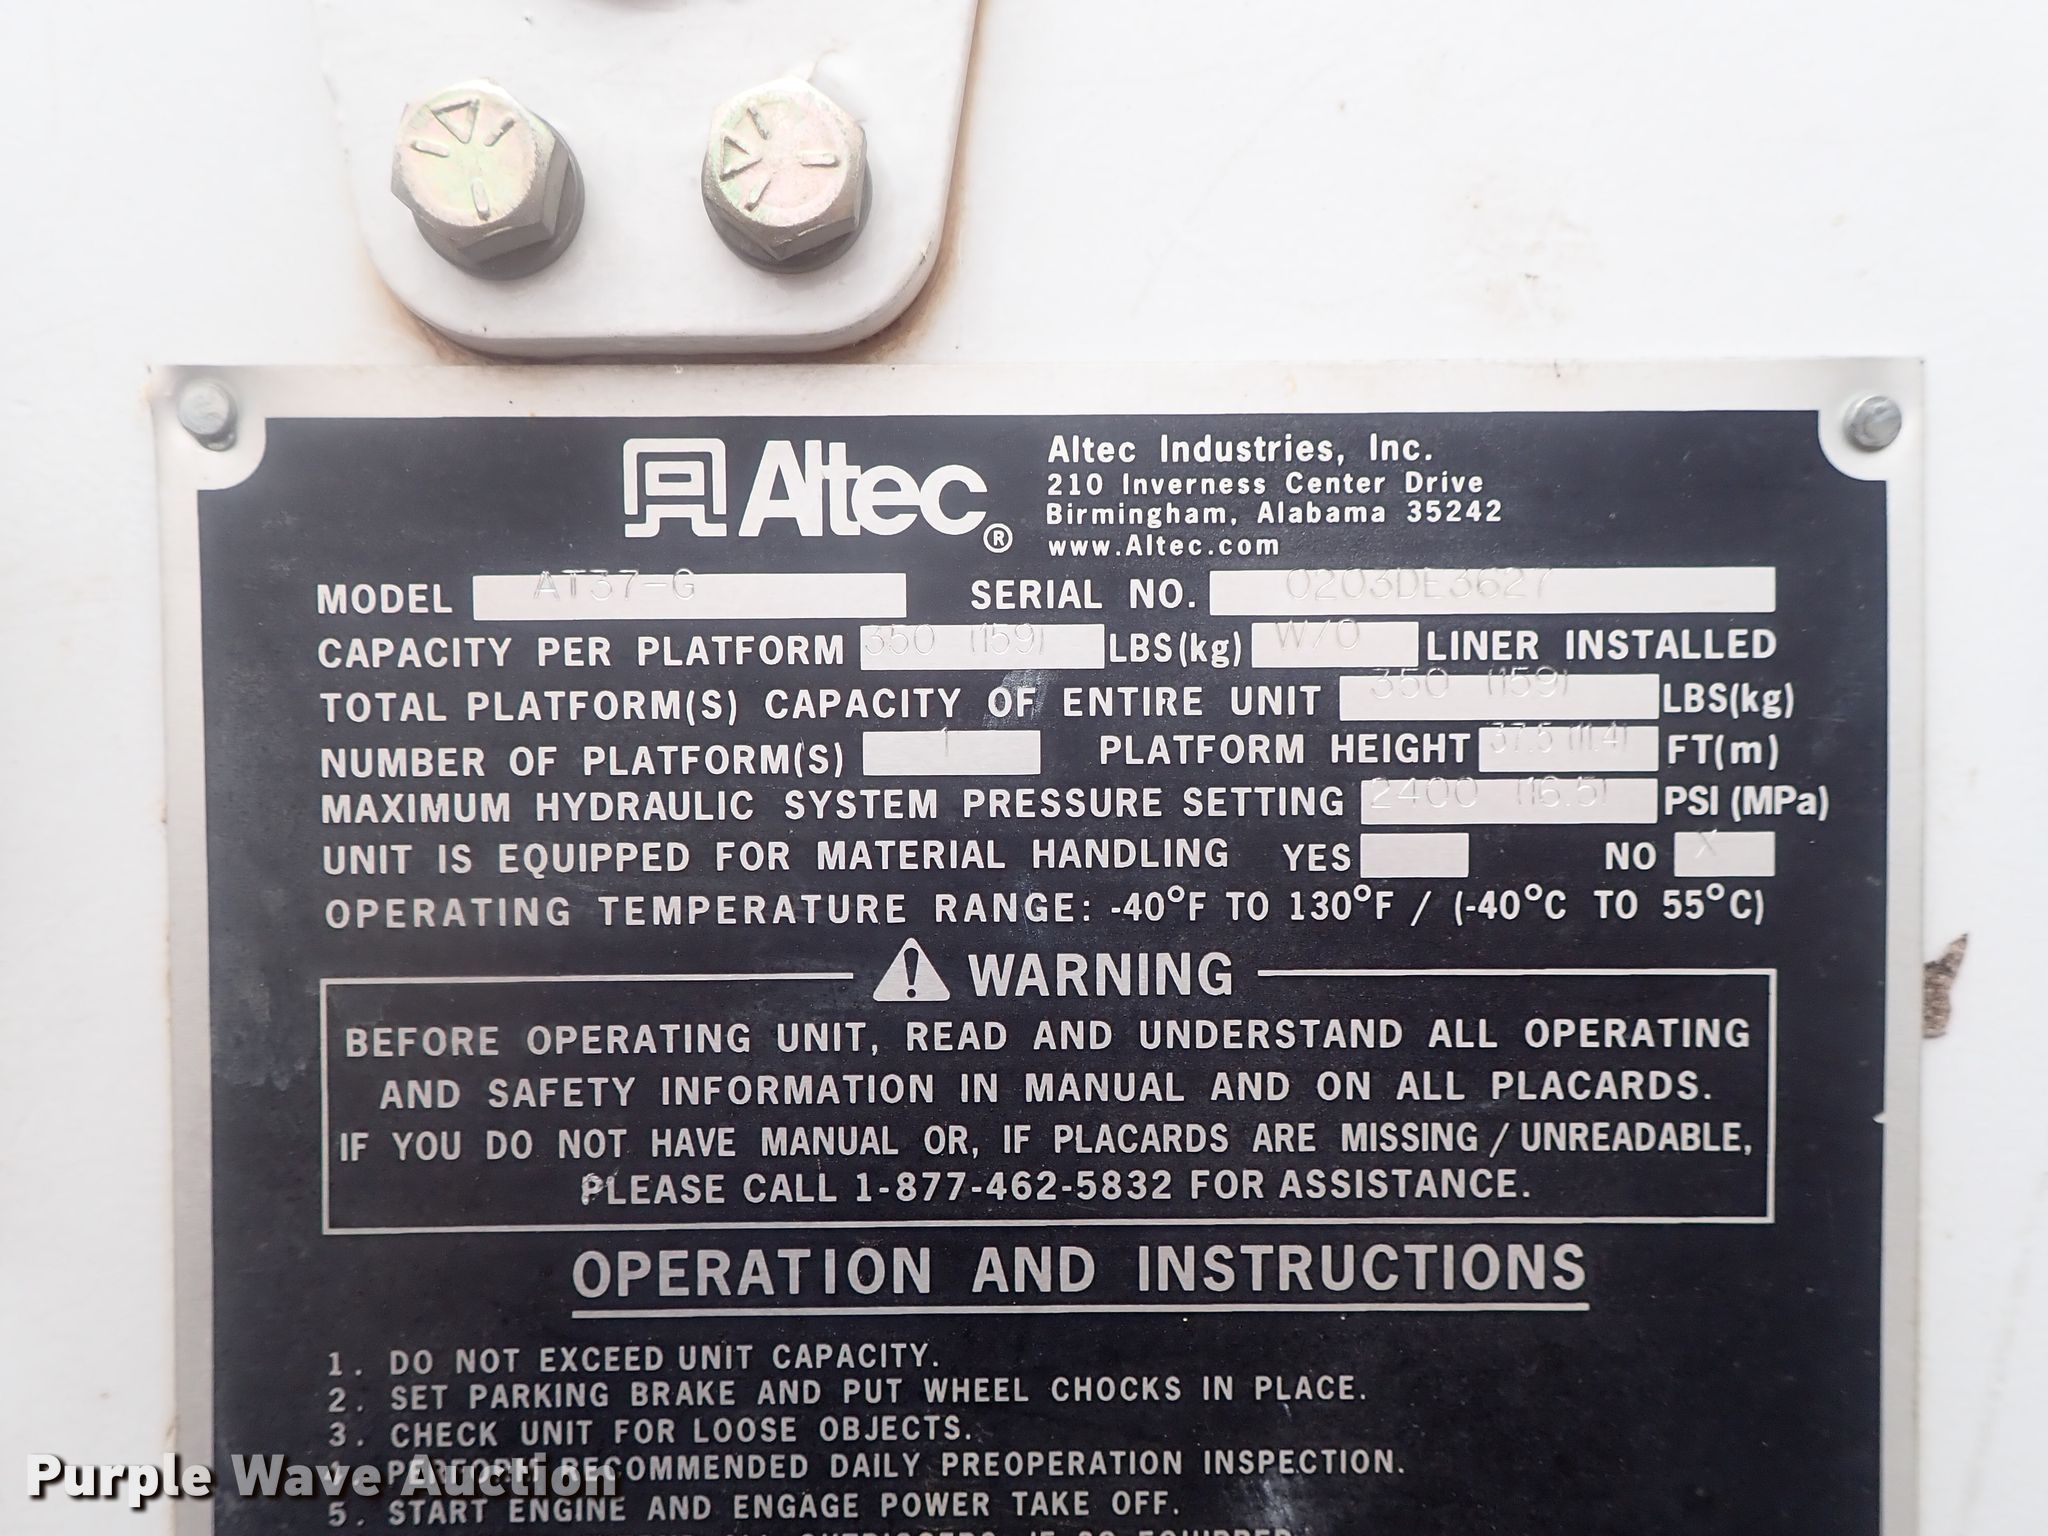 Altec®
Altec Industries, Inc.
210 Inverness Center Drive
Birmingham, Alabama 35242
www.Altec.com
MODEL AT37-G SERIAL NO. 0203DE3627
CAPACITY PER PLATFORM 350 (159) LBS(kg) W/O LINER INSTALLED
TOTAL PLATFORM(S) CAPACITY OF ENTIRE UNIT 350 (159) LBS(kg)
NUMBER OF PLATFORM(S) 1 PLATFORM HEIGHT 37.5 (11.4) FT(m)
MAXIMUM HYDRAULIC SYSTEM PRESSURE SETTING 2400 (16.5) PSI (MPa)
UNIT IS EQUIPPED FOR MATERIAL HANDLING YES NO X
OPERATING TEMPERATURE RANGE: -40°F TO 130°F / (-40°C TO 55°C)
WARNING
BEFORE OPERATING UNIT, READ AND UNDERSTAND ALL OPERATING
AND SAFETY INFORMATION IN MANUAL AND ON ALL PLACARDS.
IF YOU DO NOT HAVE MANUAL OR, IF PLACARDS ARE MISSING / UNREADABLE,
PLEASE CALL 1-877-462-5832 FOR ASSISTANCE.
OPERATION AND INSTRUCTIONS
1. DO NOT EXCEED UNIT CAPACITY.
2. SET PARKING BRAKE AND PUT WHEEL CHOCKS IN PLACE.
3. CHECK UNIT FOR LOOSE OBJECTS.
4. PERFORM RECOMMENDED DAILY PREOPERATION INSPECTION.
5. START ENGINE AND ENGAGE POWER TAKE OFF.
Purple Wave Auction